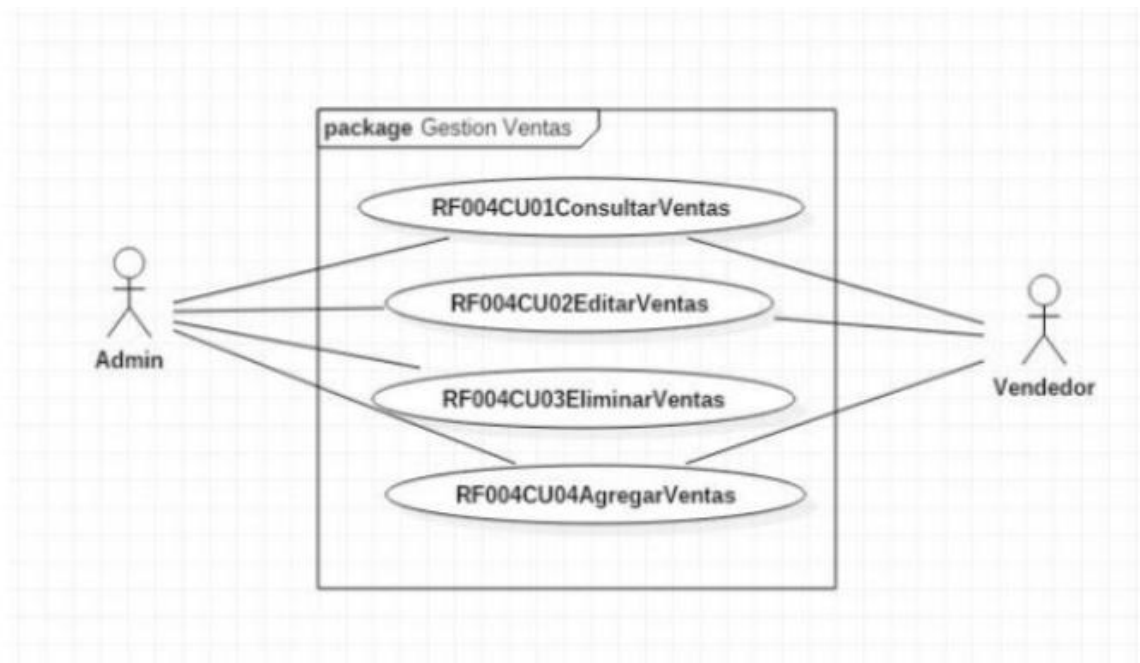 package Gestion Ventas
RF004CU01ConsultarVentas
RF004CU02EditarVentas
Admin
Vendedor
RF004CU03EliminarVentas
RF004CU04AgregarVentas